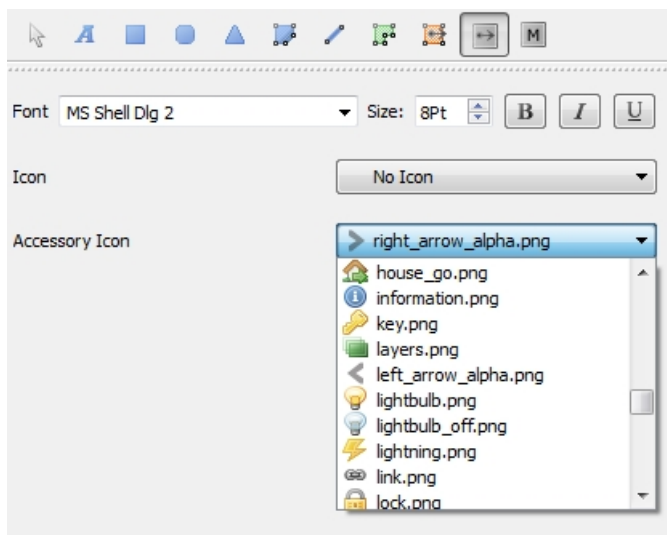 A M
Font MS Shell Dlg 2 Size: 8Pt B I U
Icon No Icon
Accessory Icon right_arrow_alpha.png
house_go.png
information.png
key.png
layers.png
left_arrow_alpha.png
lightbulb.png
lightbulb_off.png
lightning.png
link.png
lock.png